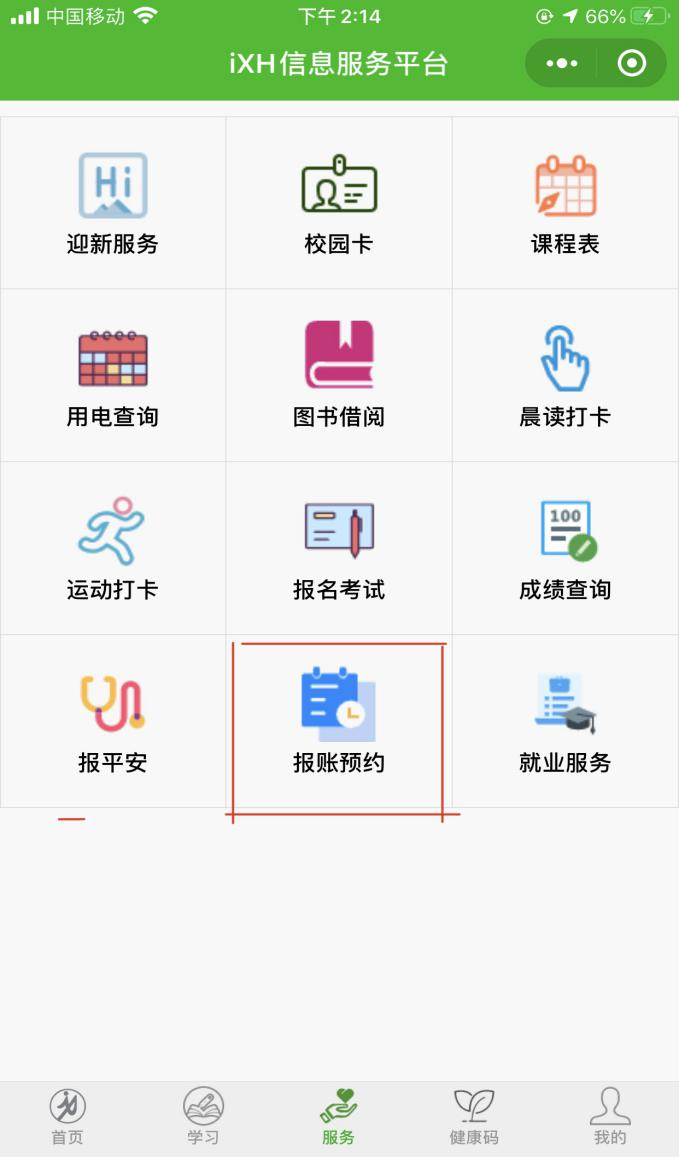 中国移动 下午2:14 66%
iXH信息服务平台
Hi
迎新服务 校园卡 课程表
用电查询 图书借阅 晨读打卡
100
运动打卡 报名考试 成绩查询
报平安 报账预约 就业服务
首页 学习 服务 健康码 我的